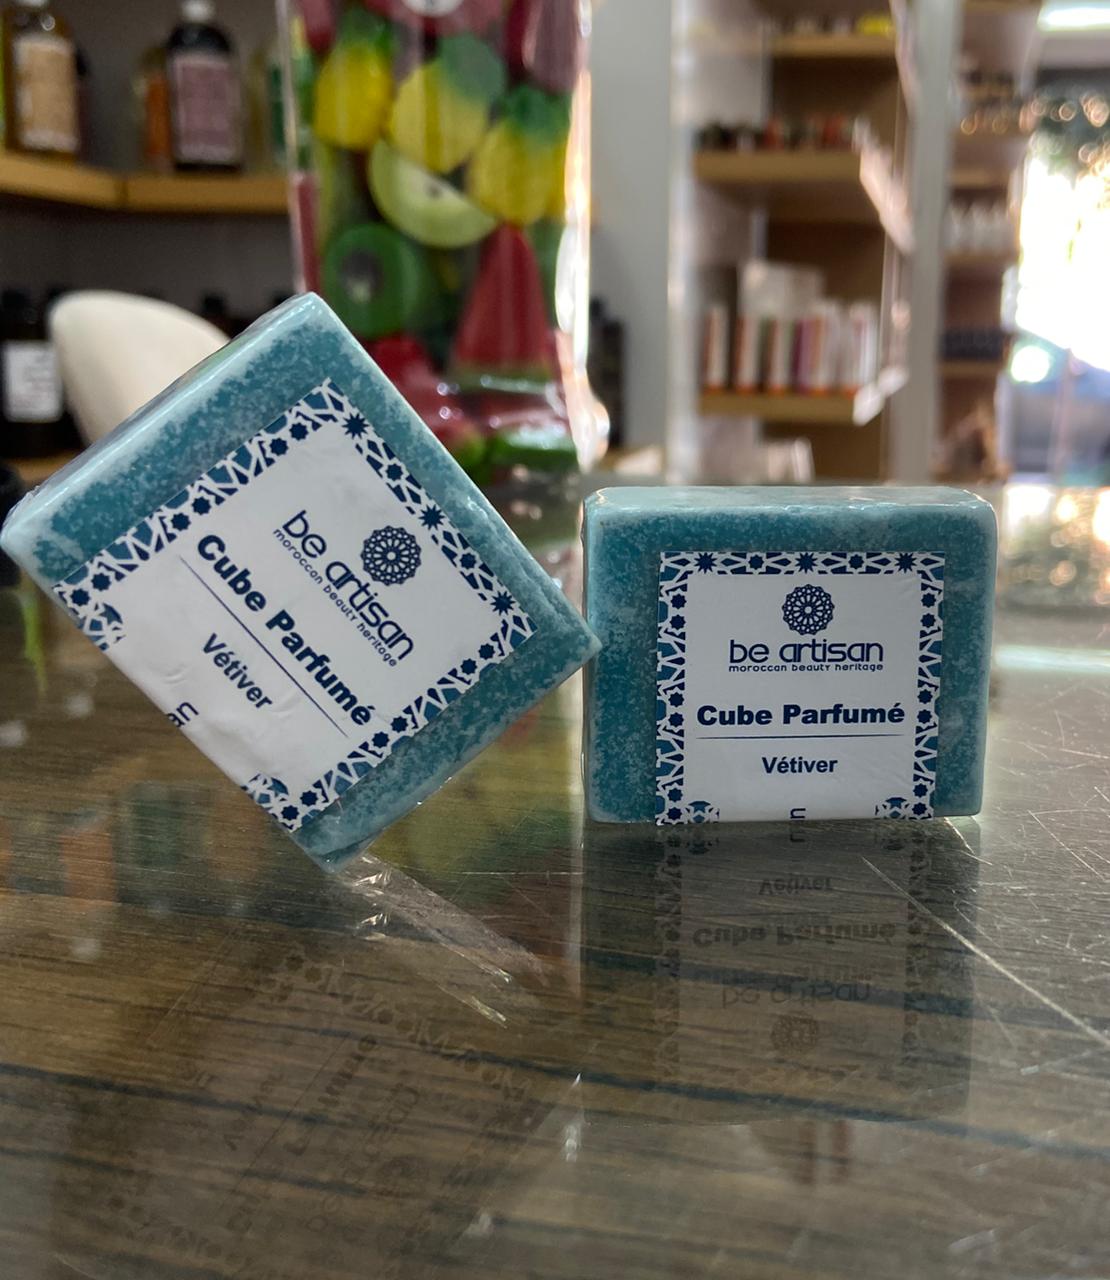 be artisan
moroccan beauty heritage
Cube Parfumé
Vétiver
be artisan
moroccan beauty heritage
Cube Parfumé
Vétiver